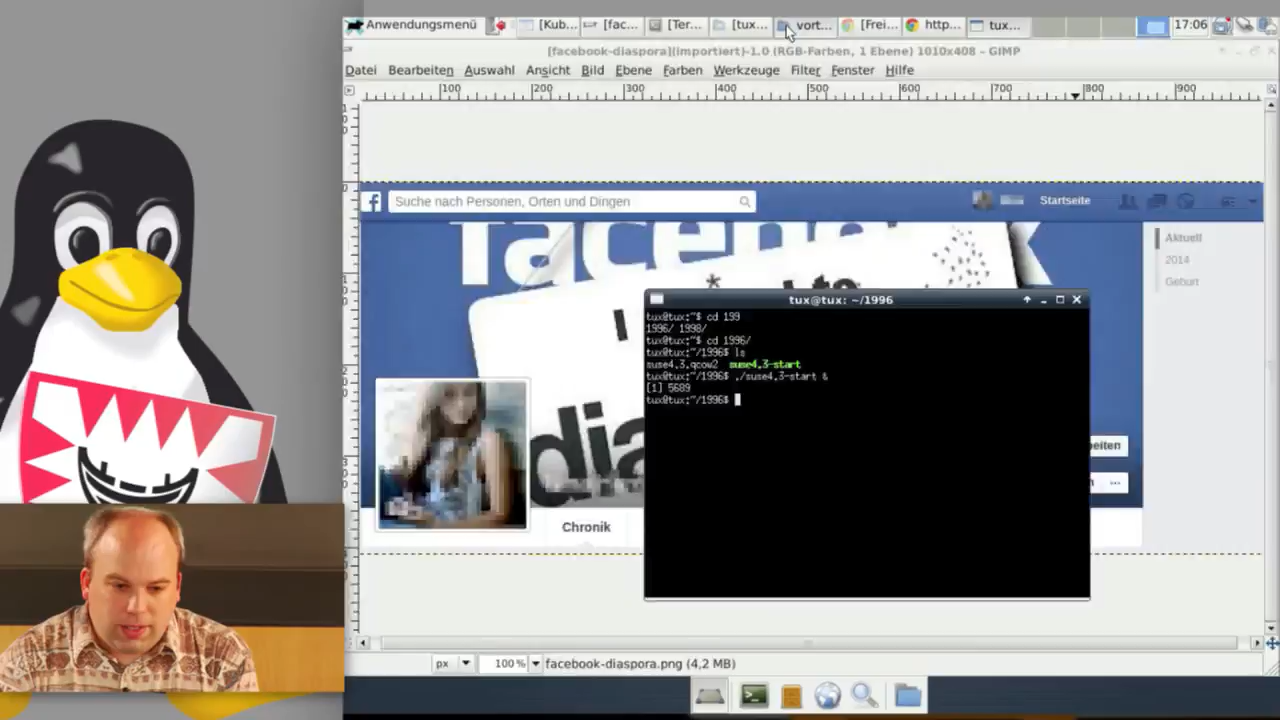 Anwendungsmenü
[Kub...
[fac...
[Ter...
[tux...
vort...
[Frei...
http...
tux...
17:06
[facebook-diaspora](importiert)-1.0 (RGB-Farben, 1 Ebene) 1010x408 – GIMP
Datei Bearbeiten Auswahl Ansicht Bild Ebene Farben Werkzeuge Filter Fenster Hilfe
100 200 300 400 500 600 700 800 900
f
Suche nach Personen, Orten und Dingen
Startseite
facebook
Aktuell
2014
Geburt
*
I
dia
tux@tux: ~/1996
tux@tux:~$ cd 199
1996/ 1998/
tux@tux:~$ cd 1996/
tux@tux:~/1996$ ls
suse4.3.qcow2 suse4.3-start
tux@tux:~/1996$ ./suse4.3-start &
[1] 5689
tux@tux:~/1996$
eiten
...
Chronik
px
100 %
facebook-diaspora.png (4,2 MB)